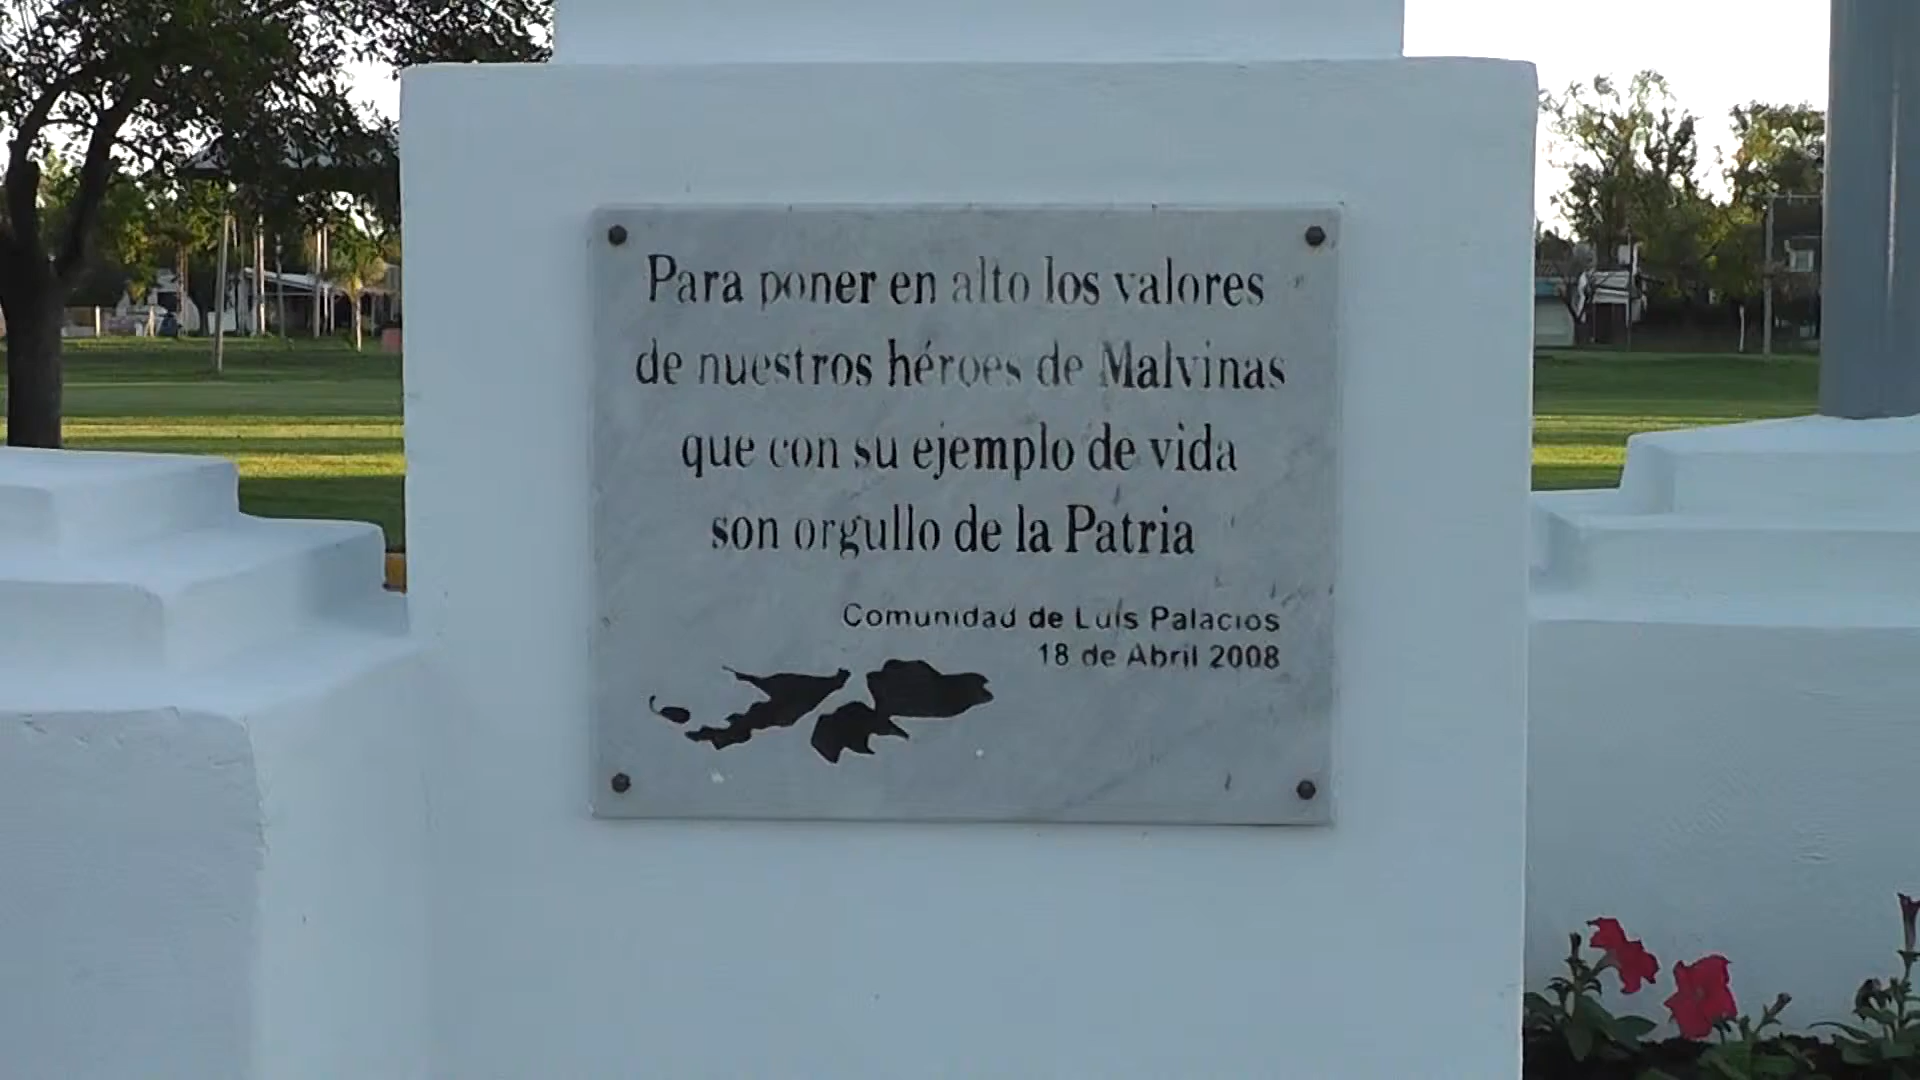 Para poner en alto los valores
de nuestros héroes de Malvinas
que con su ejemplo de vida
son orgullo de la Patria
Comunidad de Luis Palacios
18 de Abril 2008